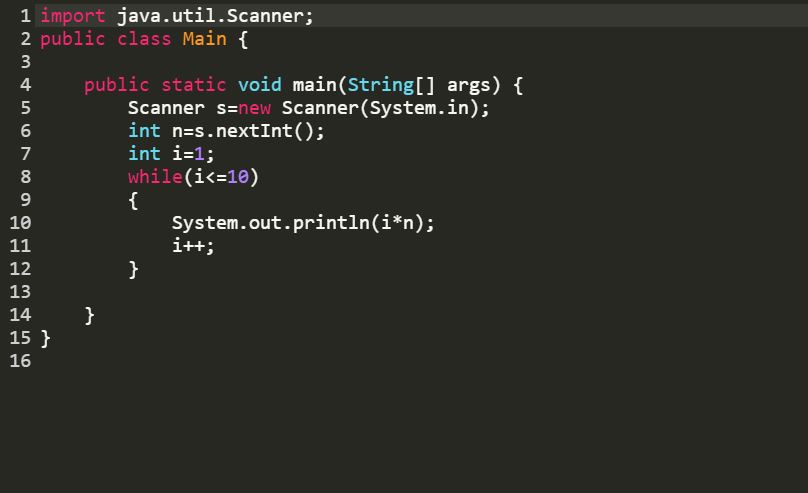 1 import java.util.Scanner;
2 public class Main {
3
4     public static void main(String[] args) {
5         Scanner s=new Scanner(System.in);
6         int n=s.nextInt();
7         int i=1;
8         while(i<=10)
9         {
10             System.out.println(i*n);
11             i++;
12         }
13
14     }
15 }
16